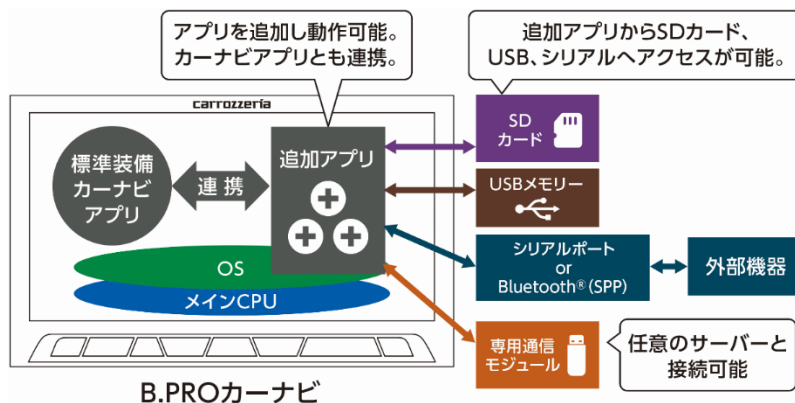 アプリを追加し動作可能。
カーナビアプリとも連携。
追加アプリからSDカード、
USB、シリアルへアクセスが可能。
carrozzeria
標準装備
カーナビ
アプリ
連携
追加アプリ
OS
メインCPU
SD
カード
USBメモリー
シリアルポート
or
Bluetooth®(SPP)
外部機器
専用通信
モジュール
任意のサーバーと
接続可能
B.PROカーナビ